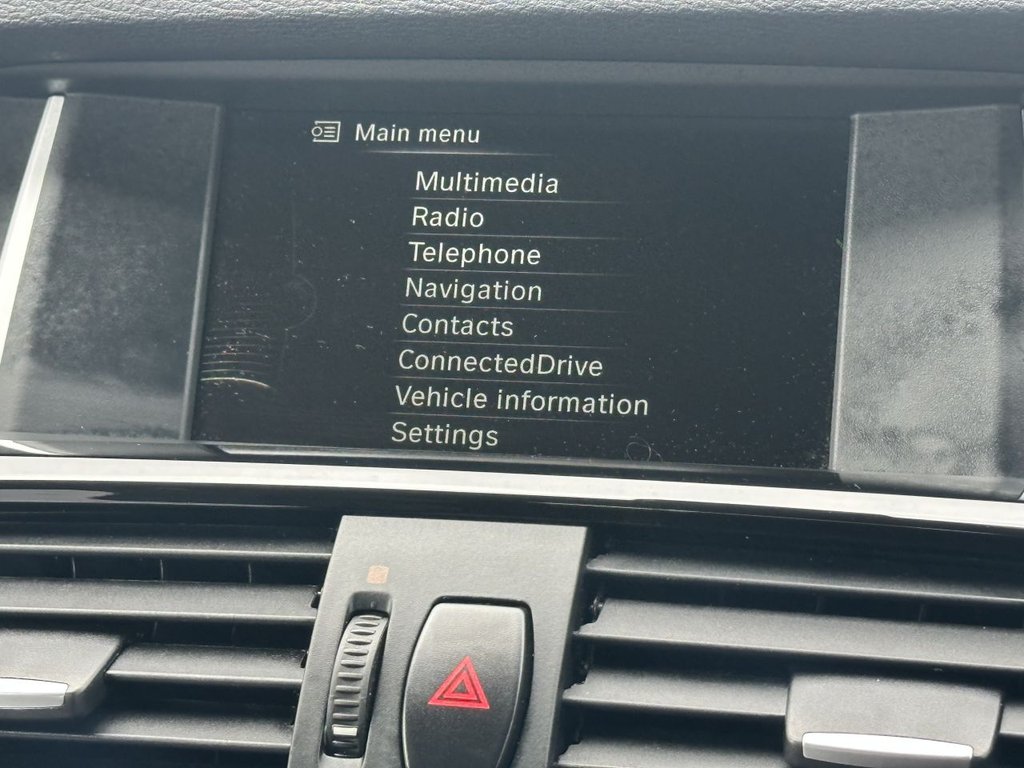 Main menu
Multimedia
Radio
Telephone
Navigation
Contacts
ConnectedDrive
Vehicle information
Settings